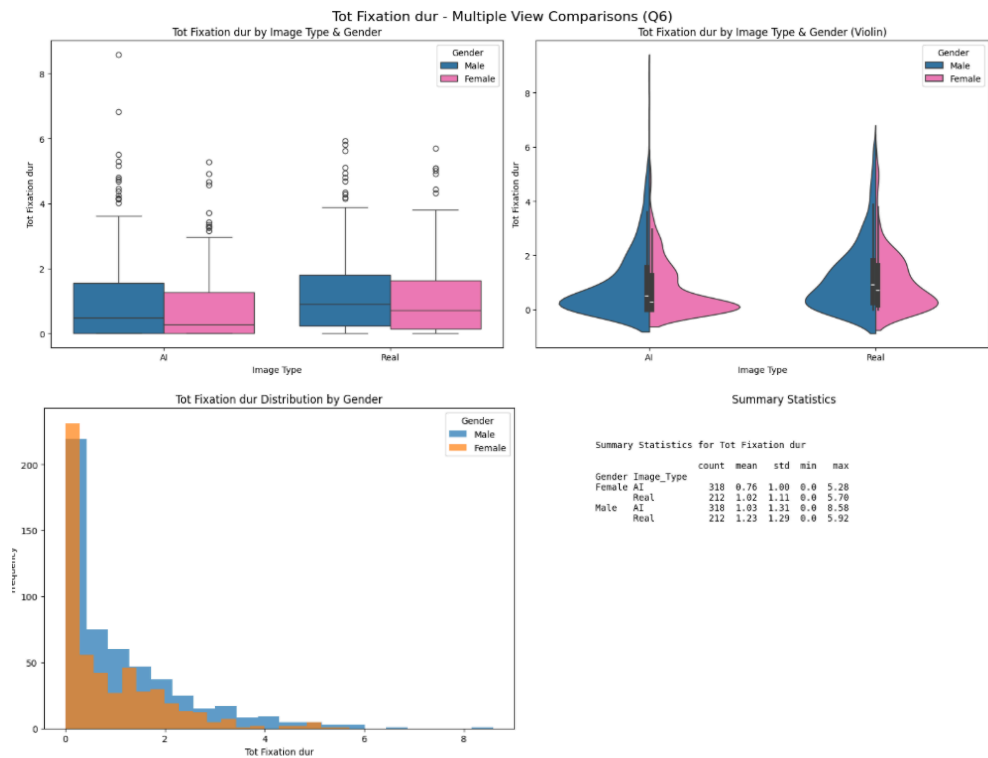 Tot Fixation dur - Multiple View Comparisons (Q6)
Tot Fixation dur by Image Type & Gender
Gender
Male
Female
8
6
4
2
0
Tot Fixation dur
AI
Real
Image Type
Tot Fixation dur by Image Type & Gender (Violin)
Gender
Male
Female
8
6
4
2
0
Tot Fixation dur
AI
Real
Image Type
Tot Fixation dur Distribution by Gender
Gender
Male
Female
200
150
100
50
0
0
2
4
6
8
Tot Fixation dur
Summary Statistics
Summary Statistics for Tot Fixation dur
count mean std min max
Gender Image_Type
Female AI 318 0.76 1.00 0.0 5.28
Real 212 1.02 1.11 0.0 5.70
Male AI 318 1.03 1.31 0.0 8.58
Real 212 1.23 1.29 0.0 5.92